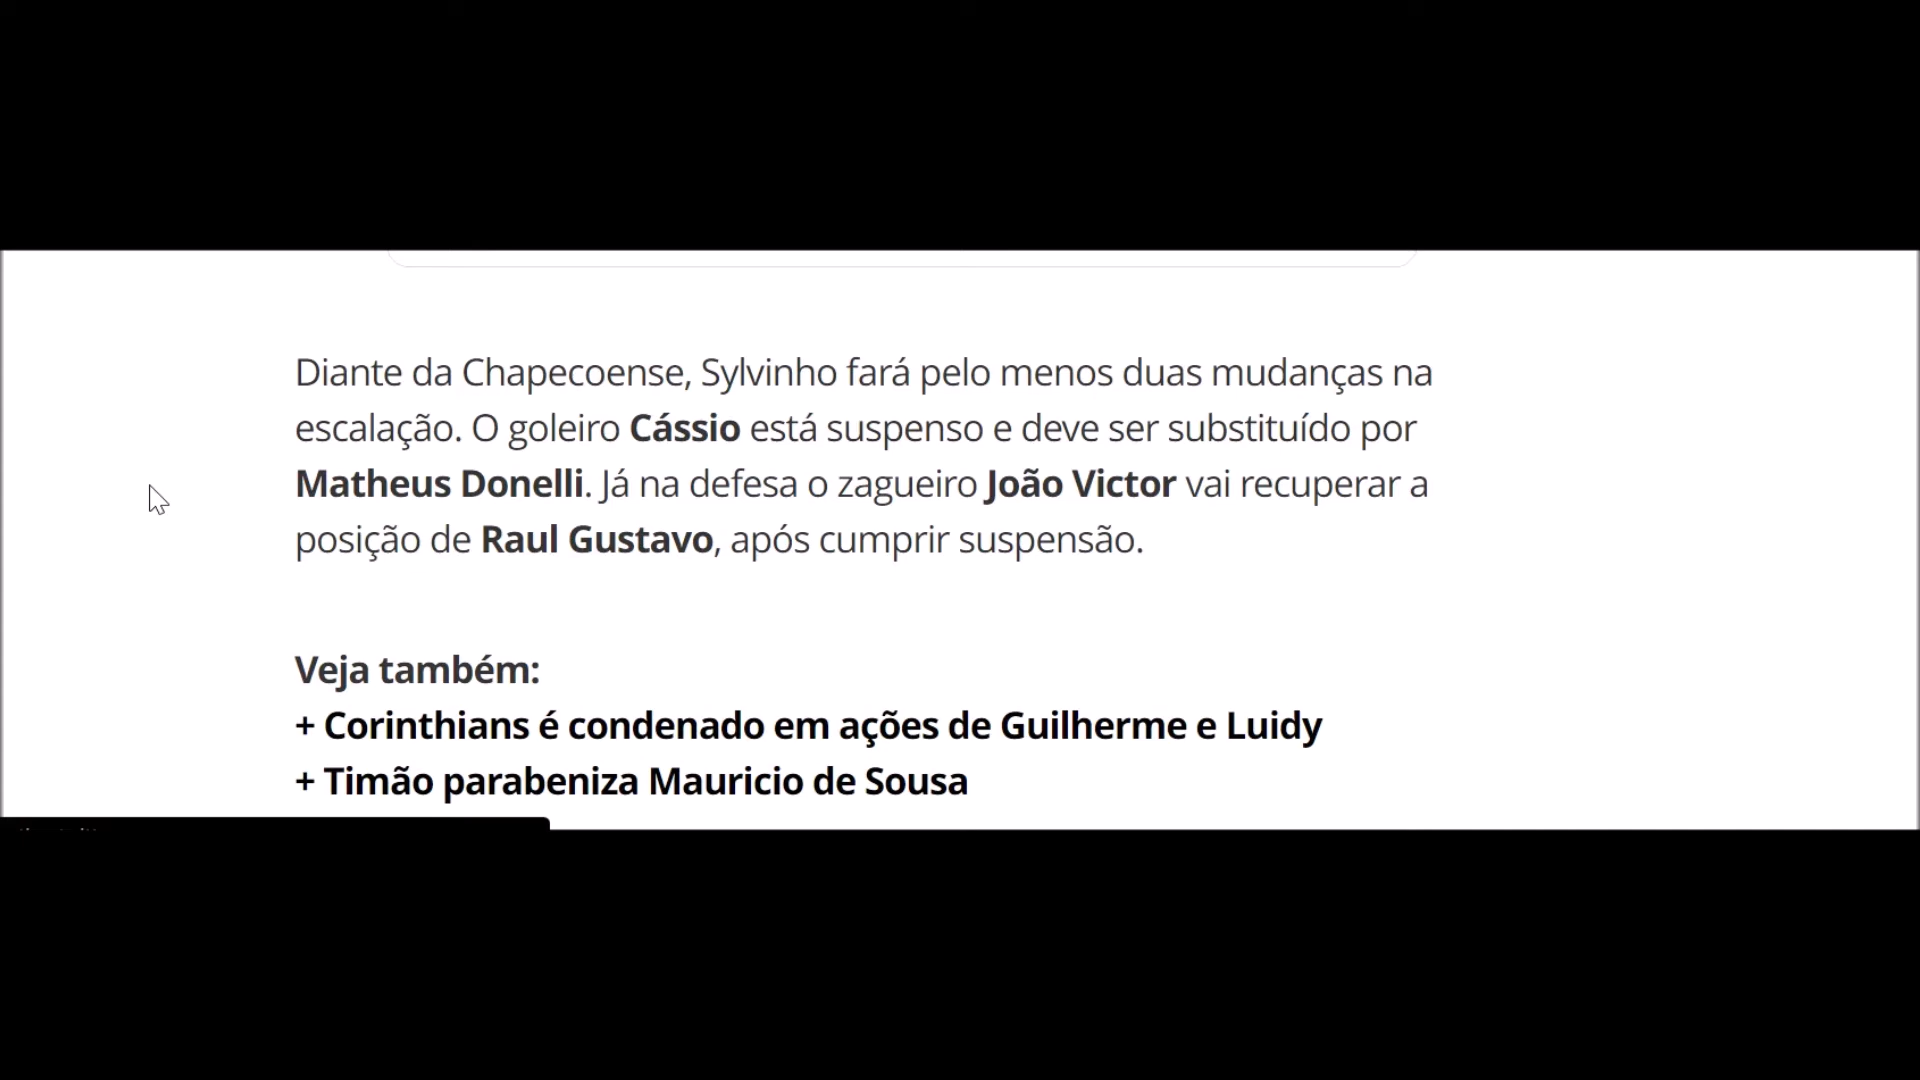 Diante da Chapecoense, Sylvinho fará pelo menos duas mudanças na
escalação. O goleiro Cássio está suspenso e deve ser substituído por
Matheus Donelli. Já na defesa o zagueiro João Victor vai recuperar a
posição de Raul Gustavo, após cumprir suspensão.
Veja também:
+ Corinthians é condenado em ações de Guilherme e Luidy
+ Timão parabeniza Mauricio de Sousa